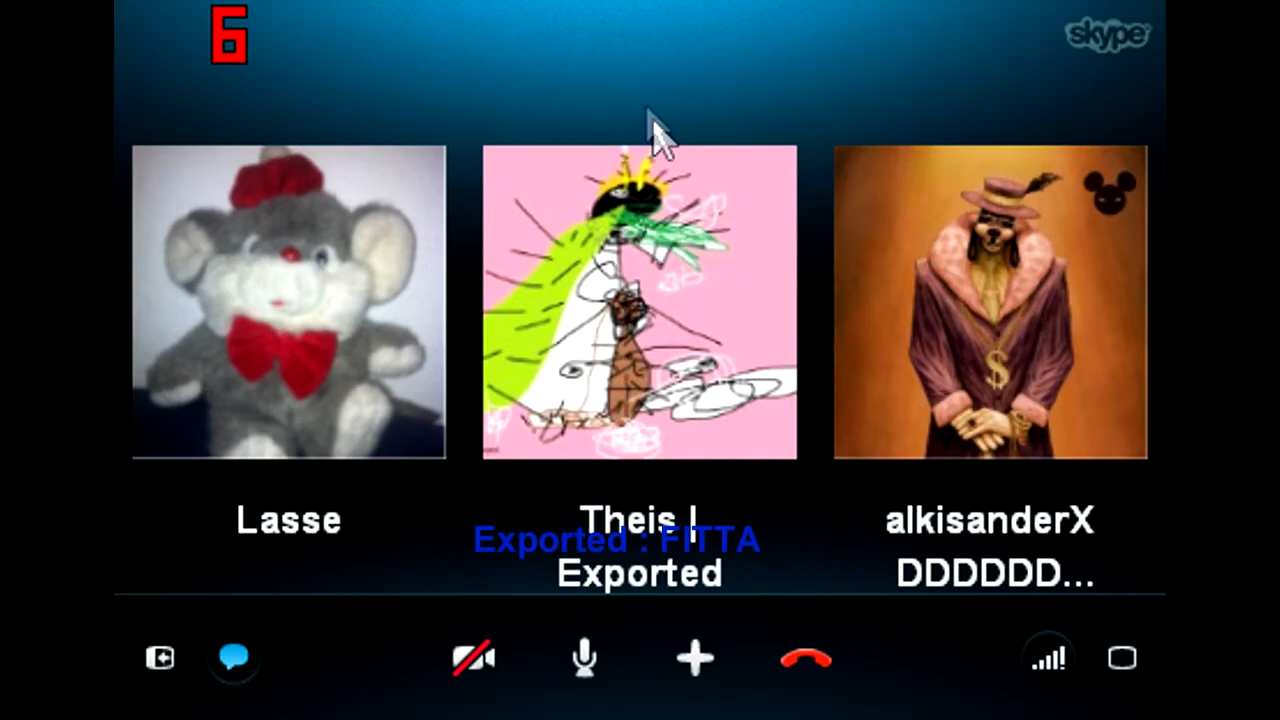 6
skype
$
Lasse
Theis |
Exported
Exported : FITTA
alkisanderX
DDDDDD...